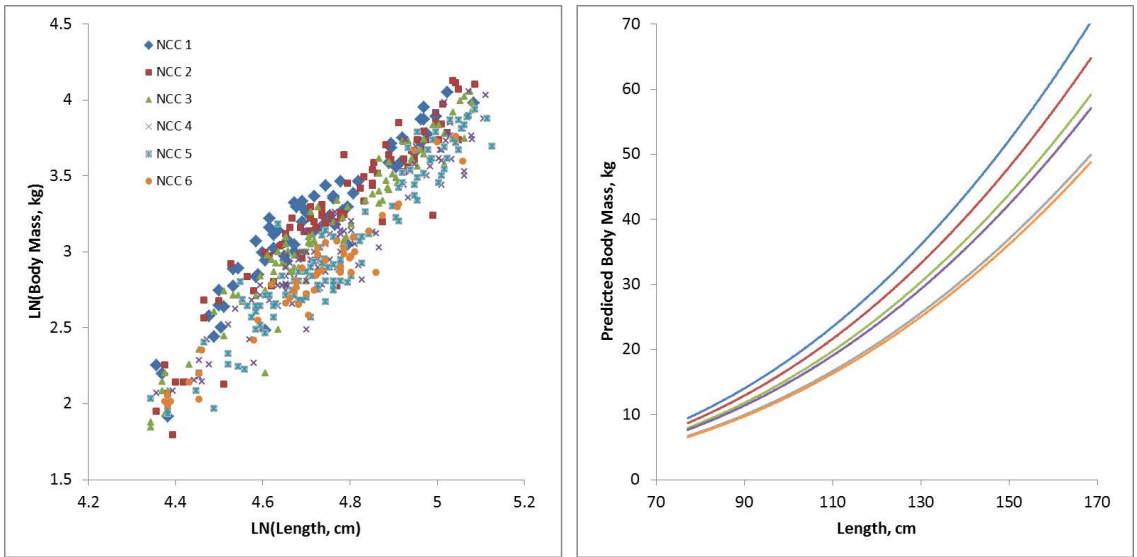 4.5
4
3.5
3
2.5
2
1.5
LN(Body Mass, kg)
NCC 1
NCC 2
NCC 3
NCC 4
NCC 5
NCC 6
4.2 4.4 4.6 4.8 5 5.2
LN(Length, cm)
70
60
50
40
30
20
10
0
Predicted Body Mass, kg
70 90 110 130 150 170
Length, cm